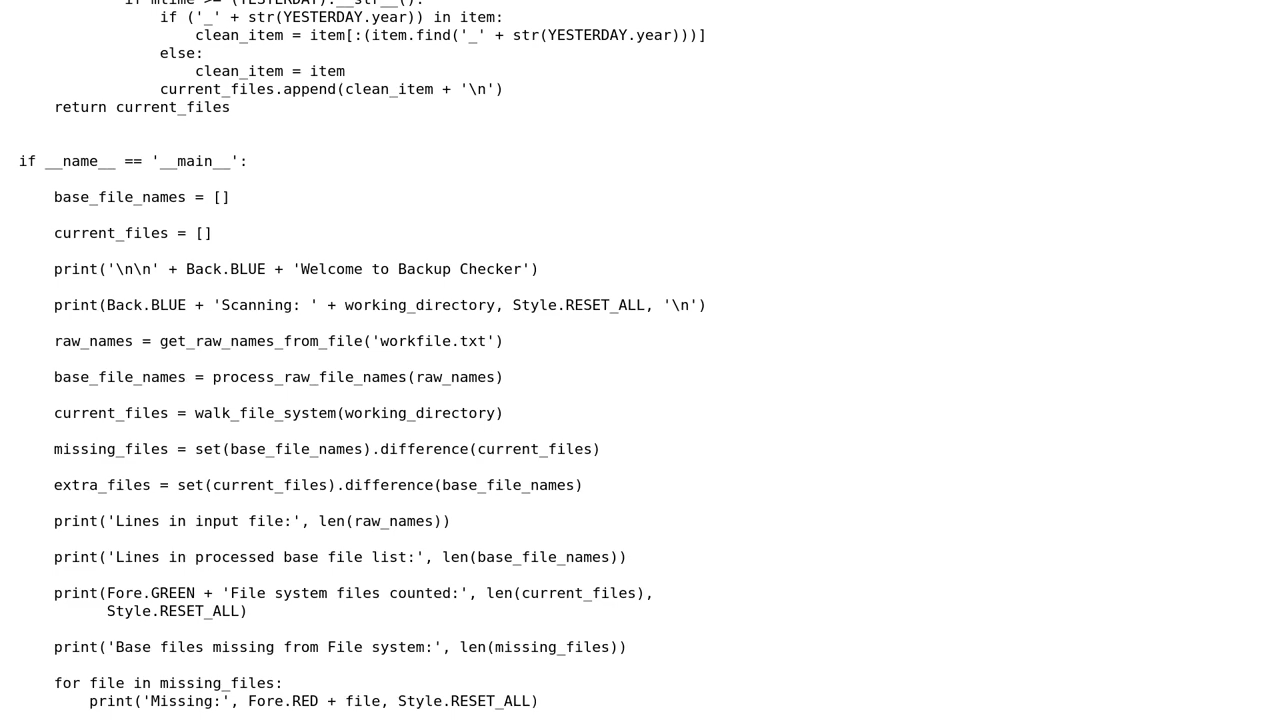 if mtime >= (YESTERDAY).__str__():
if ('_' + str(YESTERDAY.year)) in item:
clean_item = item[:(item.find('_' + str(YESTERDAY.year)))]
else:
clean_item = item
current_files.append(clean_item + '\n')
return current_files
if __name__ == '__main__':
base_file_names = []
current_files = []
print('\n\n' + Back.BLUE + 'Welcome to Backup Checker')
print(Back.BLUE + 'Scanning: ' + working_directory, Style.RESET_ALL, '\n')
raw_names = get_raw_names_from_file('workfile.txt')
base_file_names = process_raw_file_names(raw_names)
current_files = walk_file_system(working_directory)
missing_files = set(base_file_names).difference(current_files)
extra_files = set(current_files).difference(base_file_names)
print('Lines in input file:', len(raw_names))
print('Lines in processed base file list:', len(base_file_names))
print(Fore.GREEN + 'File system files counted:', len(current_files),
Style.RESET_ALL)
print('Base files missing from File system:', len(missing_files))
for file in missing_files:
print('Missing:', Fore.RED + file, Style.RESET_ALL)